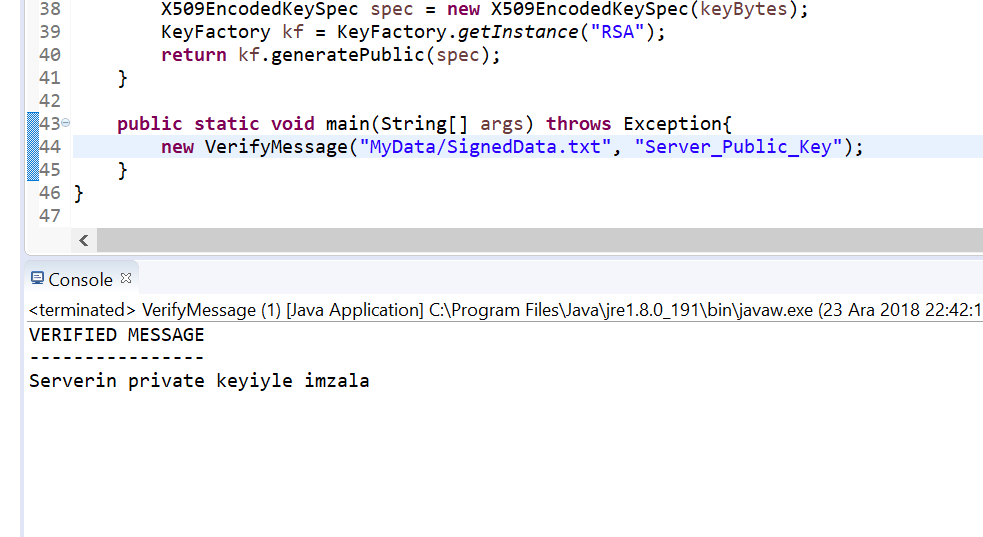 38 X509EncodedKeySpec spec = new X509EncodedKeySpec(keyBytes);
39 KeyFactory kf = KeyFactory.getInstance("RSA");
40 return kf.generatePublic(spec);
41 }
42
43 public static void main(String[] args) throws Exception{
44 new VerifyMessage("MyData/SignedData.txt", "Server_Public_Key");
45 }
46 }
47
Console
<terminated> VerifyMessage (1) [Java Application] C:\Program Files\Java\jre1.8.0_191\bin\javaw.exe (23 Ara 2018 22:42:1
VERIFIED MESSAGE
----------------
Serverin private keyiyle imzala